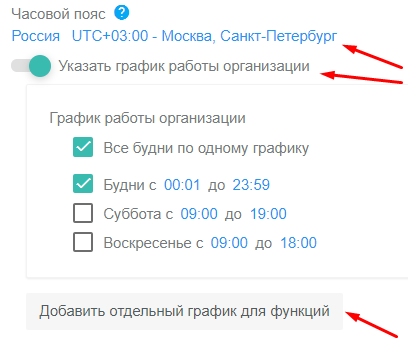 Часовой пояс ?
Россия UTC+03:00 - Москва, Санкт-Петербург
Указать график работы организации
График работы организации
Все будни по одному графику
Будни с 00:01 до 23:59
Суббота с 09:00 до 19:00
Воскресенье с 09:00 до 18:00
Добавить отдельный график для функций